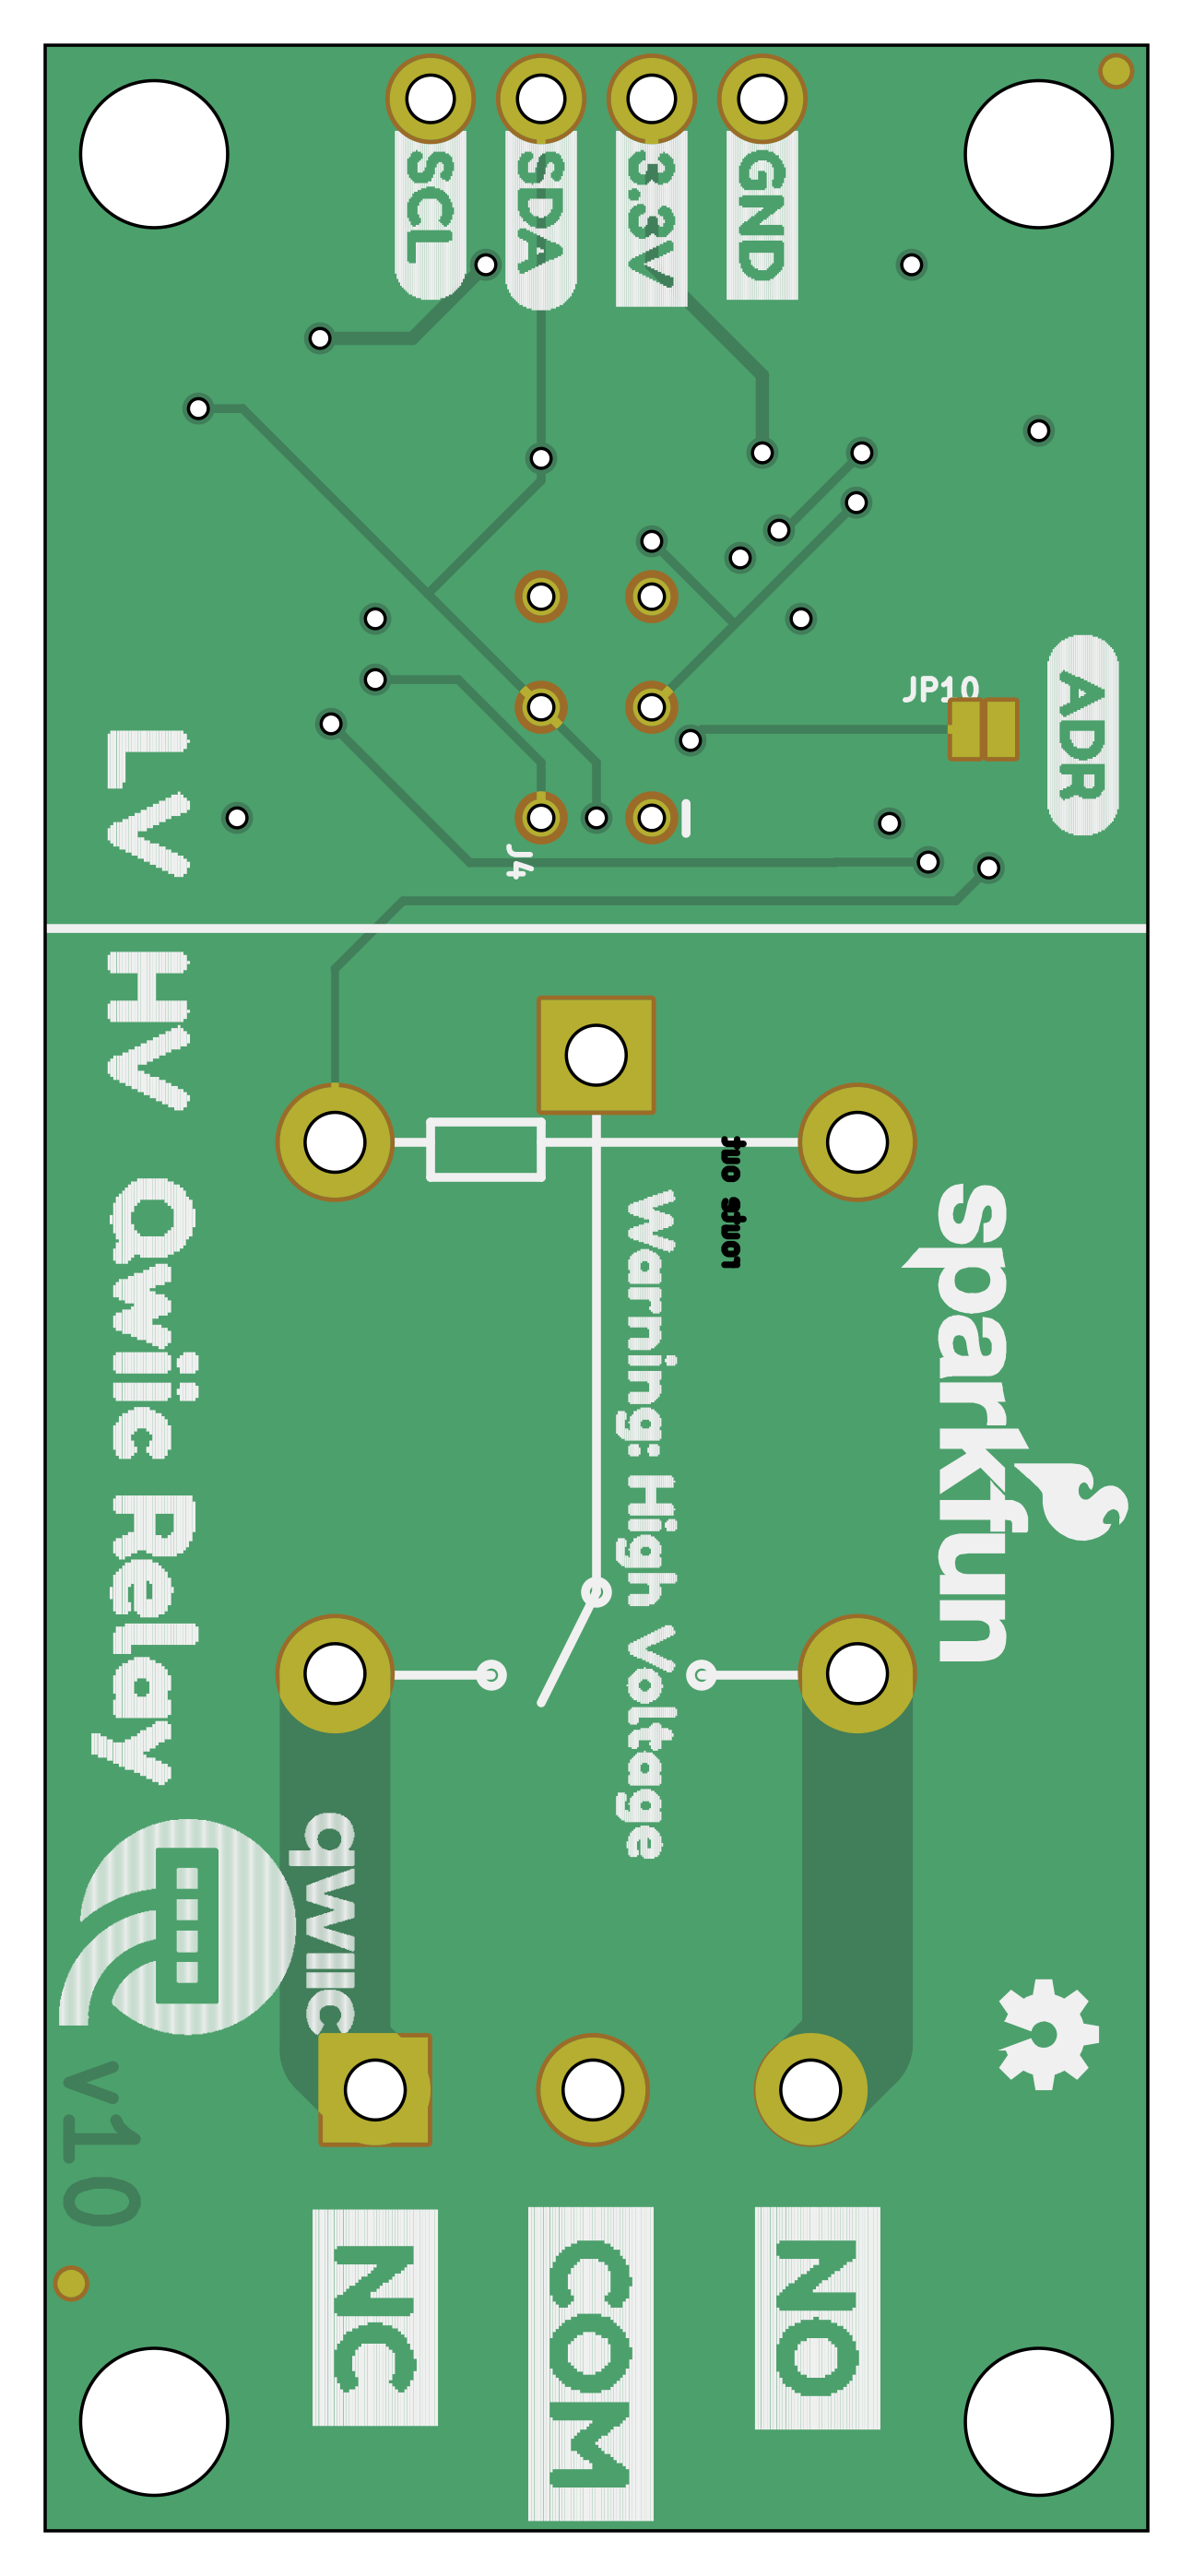 SCL
SDA
3.3V
GND
JP10
ADR
J4
LV
HV
Qwiic Relay
Warning: High Voltage
sparkfun
qwiic
v10
NC
COM
NO